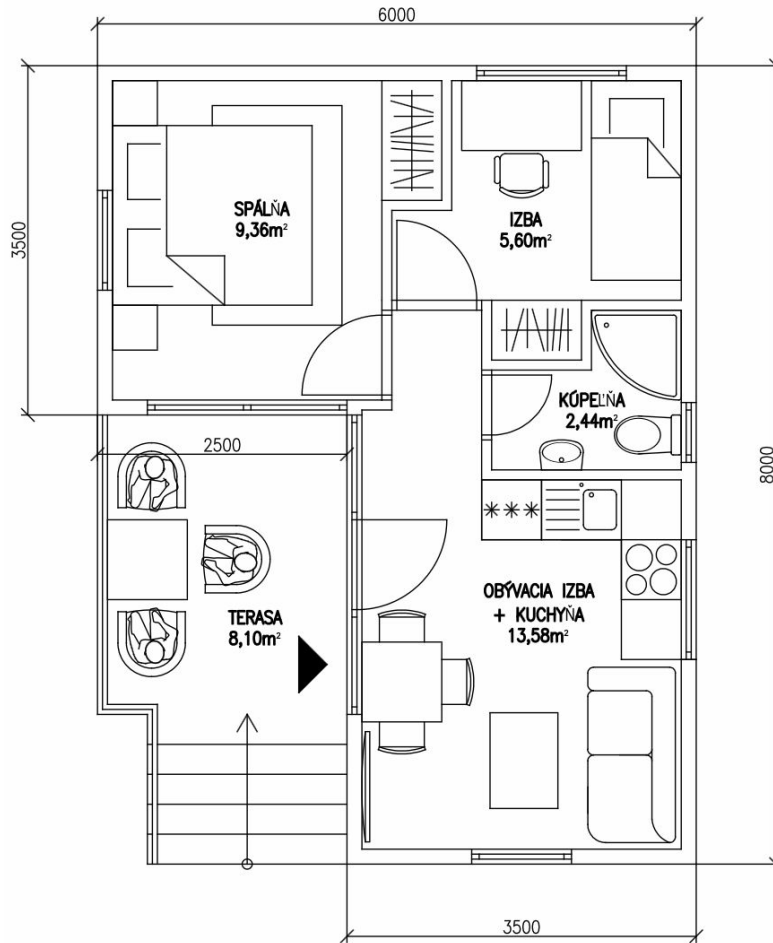 6000
3500
SPÁLŇA
9,36m²
IZBA
5,60m²
KÚPEĽŇA
2,44m²
2500
8000
OBÝVACIA IZBA
+ KUCHYŇA
13,58m²
TERASA
8,10m²
3500